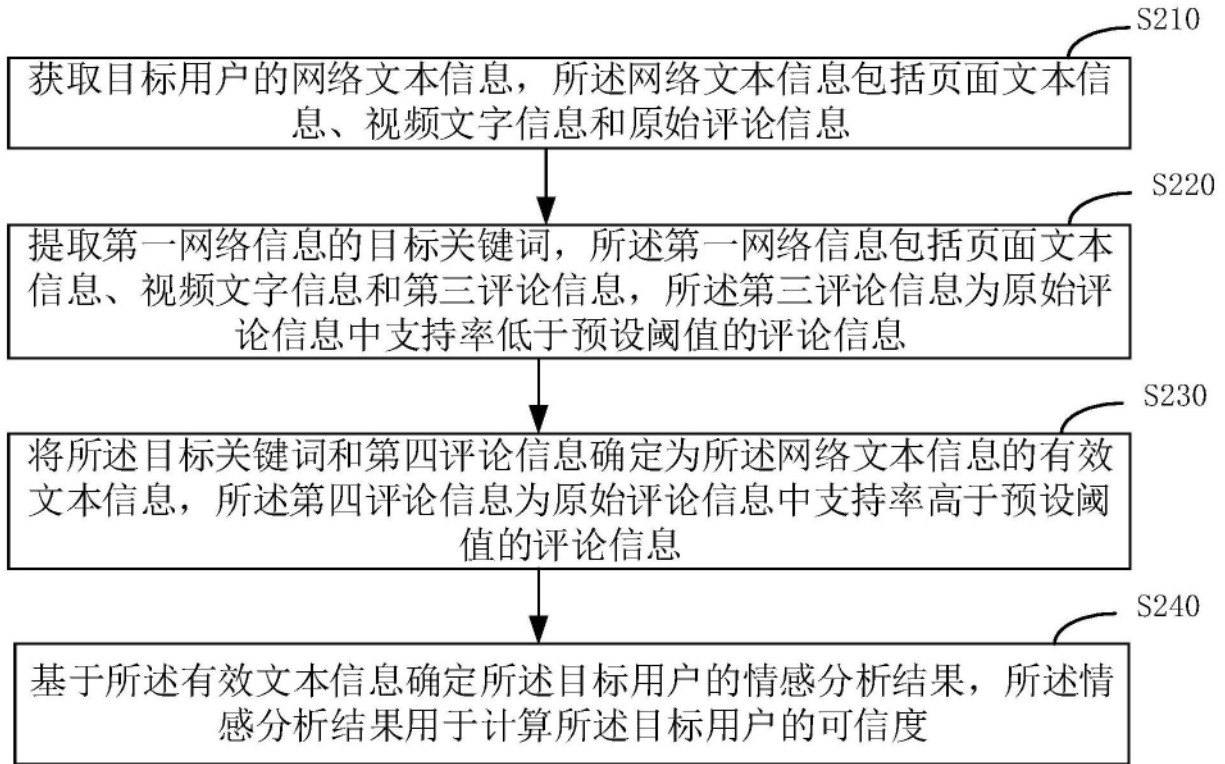 S210
获取目标用户的网络文本信息，所述网络文本信息包括页面文本信
息、视频文字信息和原始评论信息
S220
提取第一网络信息的目标关键词，所述第一网络信息包括页面文本
信息、视频文字信息和第三评论信息，所述第三评论信息为原始评
论信息中支持率低于预设阈值的评论信息
S230
将所述目标关键词和第四评论信息确定为所述网络文本信息的有效
文本信息，所述第四评论信息为原始评论信息中支持率高于预设阈
值的评论信息
S240
基于所述有效文本信息确定所述目标用户的情感分析结果，所述情
感分析结果用于计算所述目标用户的可信度